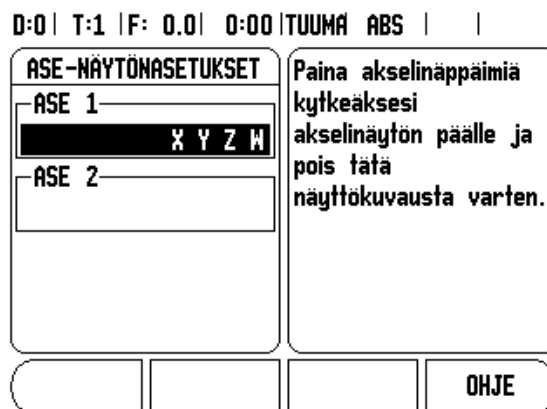 D:0 | T:1 | F: 0.0 | 0:00 | TUUMA ABS | |
ASE-NÄYTÖNASETUKSET
ASE 1
X Y Z W
ASE 2
Paina akselinäppäimiä
kytkeäksesi
akselinäytön päälle ja
pois tätä
näyttökuvausta varten.
OHJE